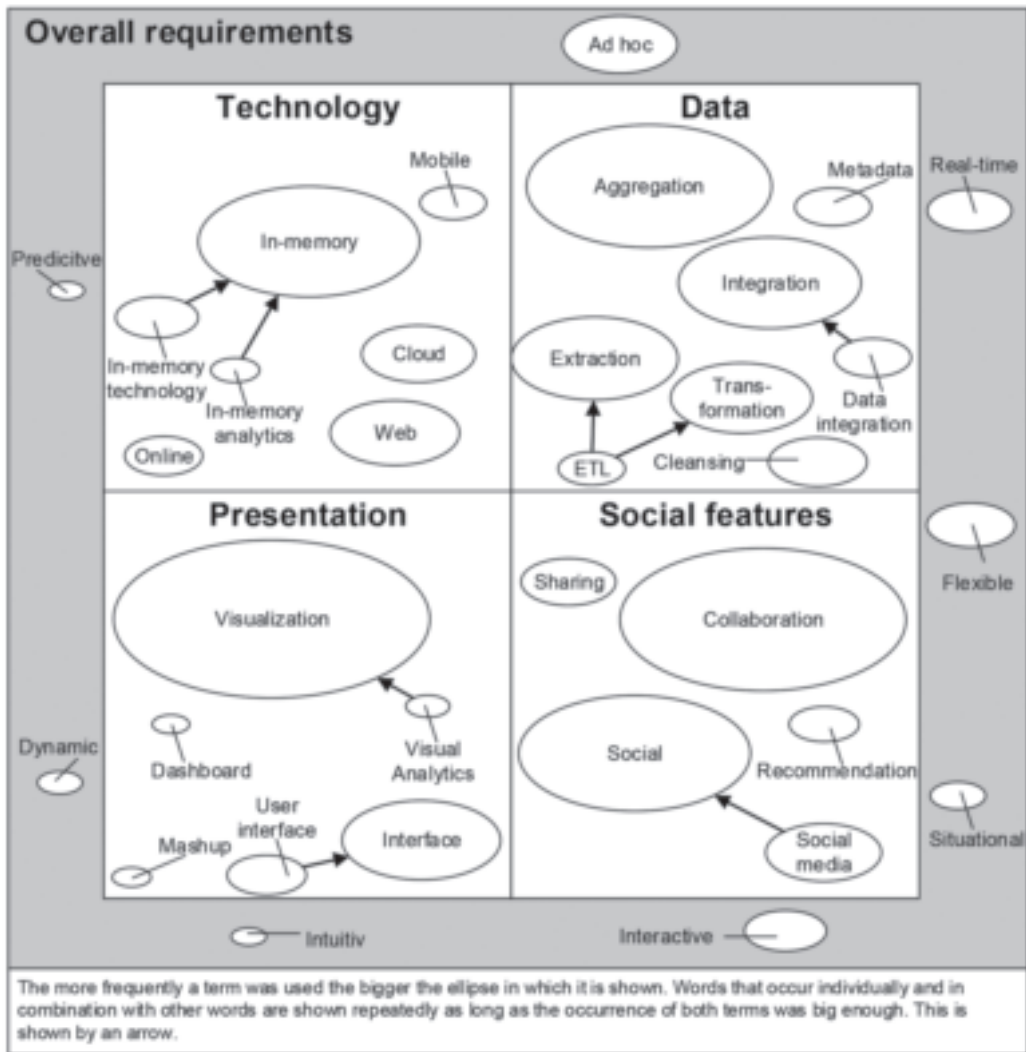 Overall requirements
Ad hoc
Technology
Mobile
In-memory
In-memory
technology
In-memory
analytics
Cloud
Web
Online
Data
Aggregation
Metadata
Integration
Extraction
Trans-
formation
Data
integration
ETL
Cleansing
Predicitve
Real-time
Presentation
Visualization
Visual
Analytics
Dashboard
User
interface
Interface
Mashup
Social features
Sharing
Collaboration
Social
Recommendation
Social
media
Flexible
Dynamic
Situational
Intuitiv
Interactive
The more frequently a term was used the bigger the ellipse in which it is shown. Words that occur individually and in
combination with other words are shown repeatedly as long as the occurrence of both terms was big enough. This is
shown by an arrow.